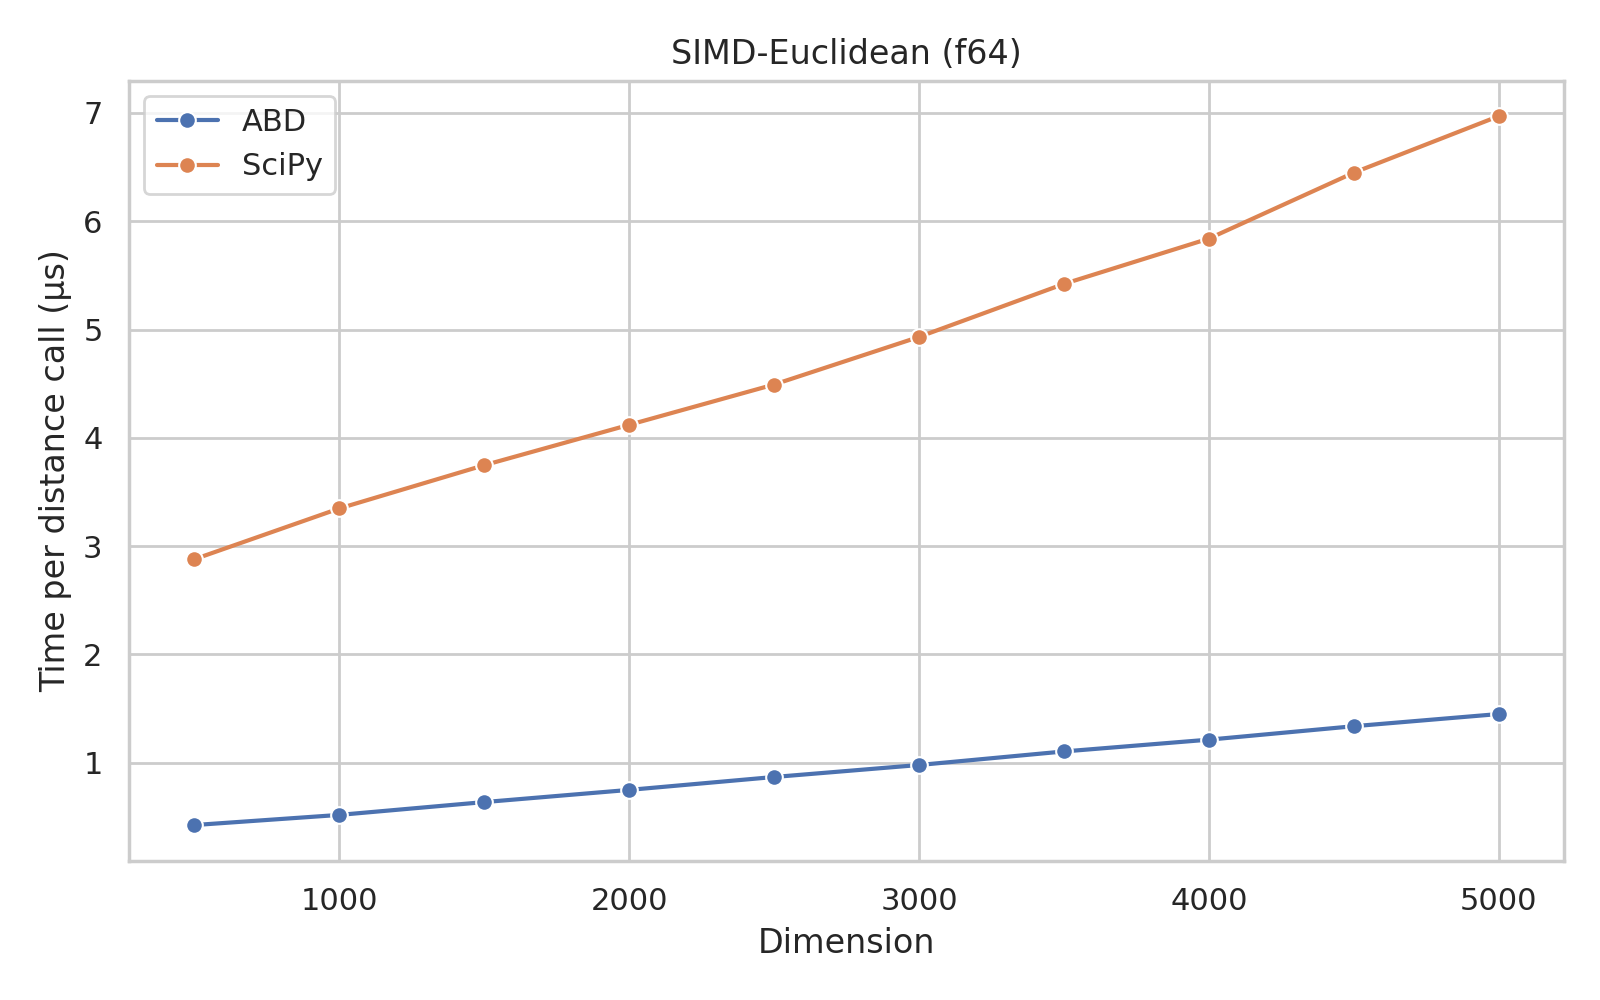 SIMD-Euclidean (f64)
ABD
SciPy
7
6
5
4
3
2
1
Time per distance call (µs)
1000 2000 3000 4000 5000
Dimension